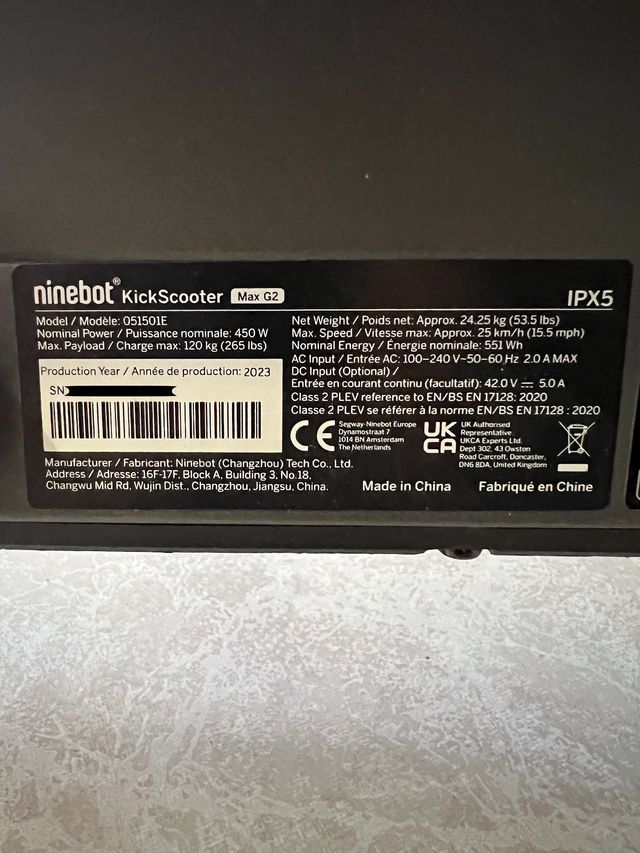 ninebot® KickScooter Max G2 IPX5
Model / Modèle: 051501E
Nominal Power / Puissance nominale: 450 W
Max. Payload / Charge max: 120 kg (265 lbs)
Production Year / Année de production: 2023
SN
Net Weight / Poids net: Approx. 24.25 kg (53.5 lbs)
Max. Speed / Vitesse max: Approx. 25 km/h (15.5 mph)
Nominal Energy / Énergie nominale: 551 Wh
AC Input / Entrée AC: 100-240 V~50-60 Hz 2.0 A MAX
DC Input (Optional) /
Entrée en courant continu (facultatif): 42.0 V ⎓ 5.0 A
Class 2 PLEV reference to EN/BS EN 17128: 2020
Classe 2 PLEV se référer à la norme EN/BS EN 17128 : 2020
CE
Segway-Ninebot Europe
Dynamostraat 7
1014 BN Amsterdam
The Netherlands
UK
CA
UK Authorised
Representative:
UKCA Experts Ltd.
Dept 302, 43 Owston
Road Carcroft, Doncaster,
DN6 8DA, United Kingdom
Manufacturer / Fabricant: Ninebot (Changzhou) Tech Co., Ltd.
Address / Adresse: 16F-17F, Block A, Building 3, No.18,
Changwu Mid Rd, Wujin Dist., Changzhou, Jiangsu, China.
Made in China Fabriqué en Chine